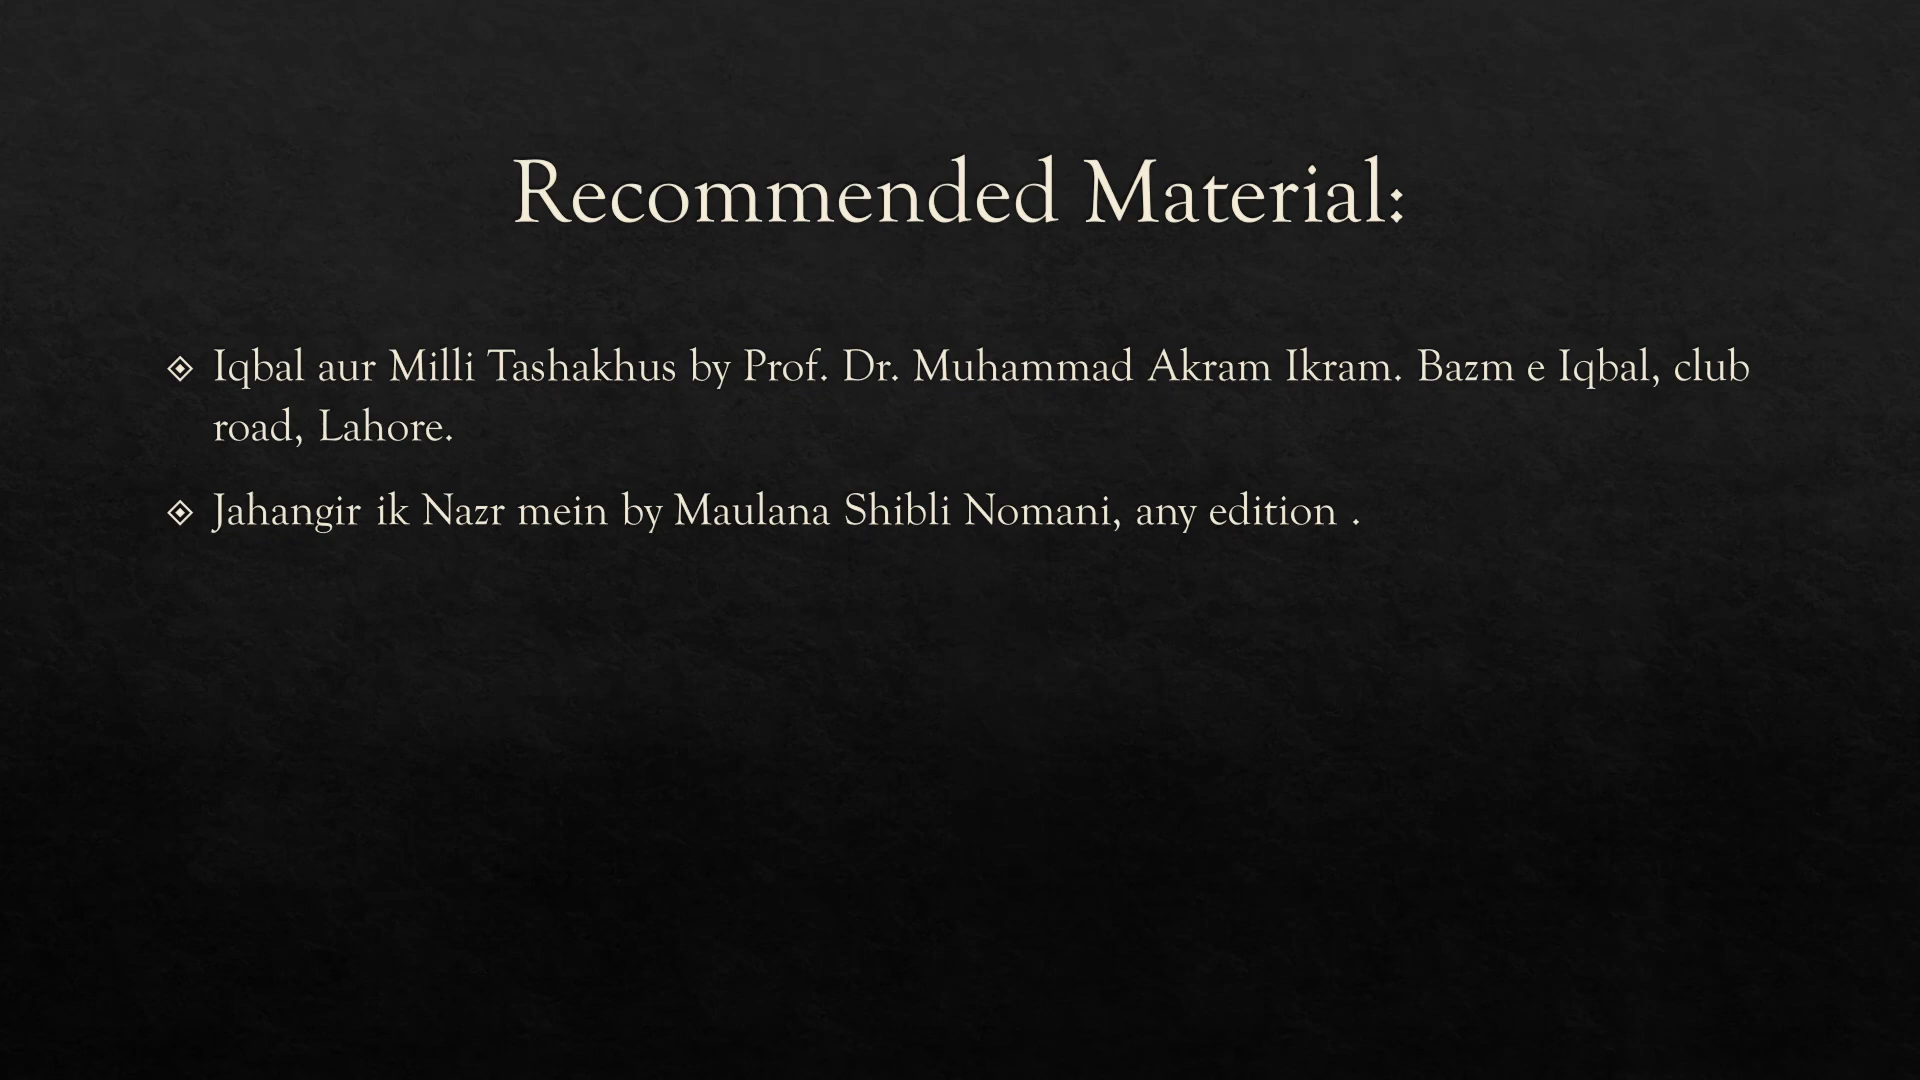 Recommended Material:
Iqbal aur Milli Tashakhus by Prof. Dr. Muhammad Akram Ikram. Bazm e Iqbal, club
road, Lahore.
Jahangir ik Nazr mein by Maulana Shibli Nomani, any edition .